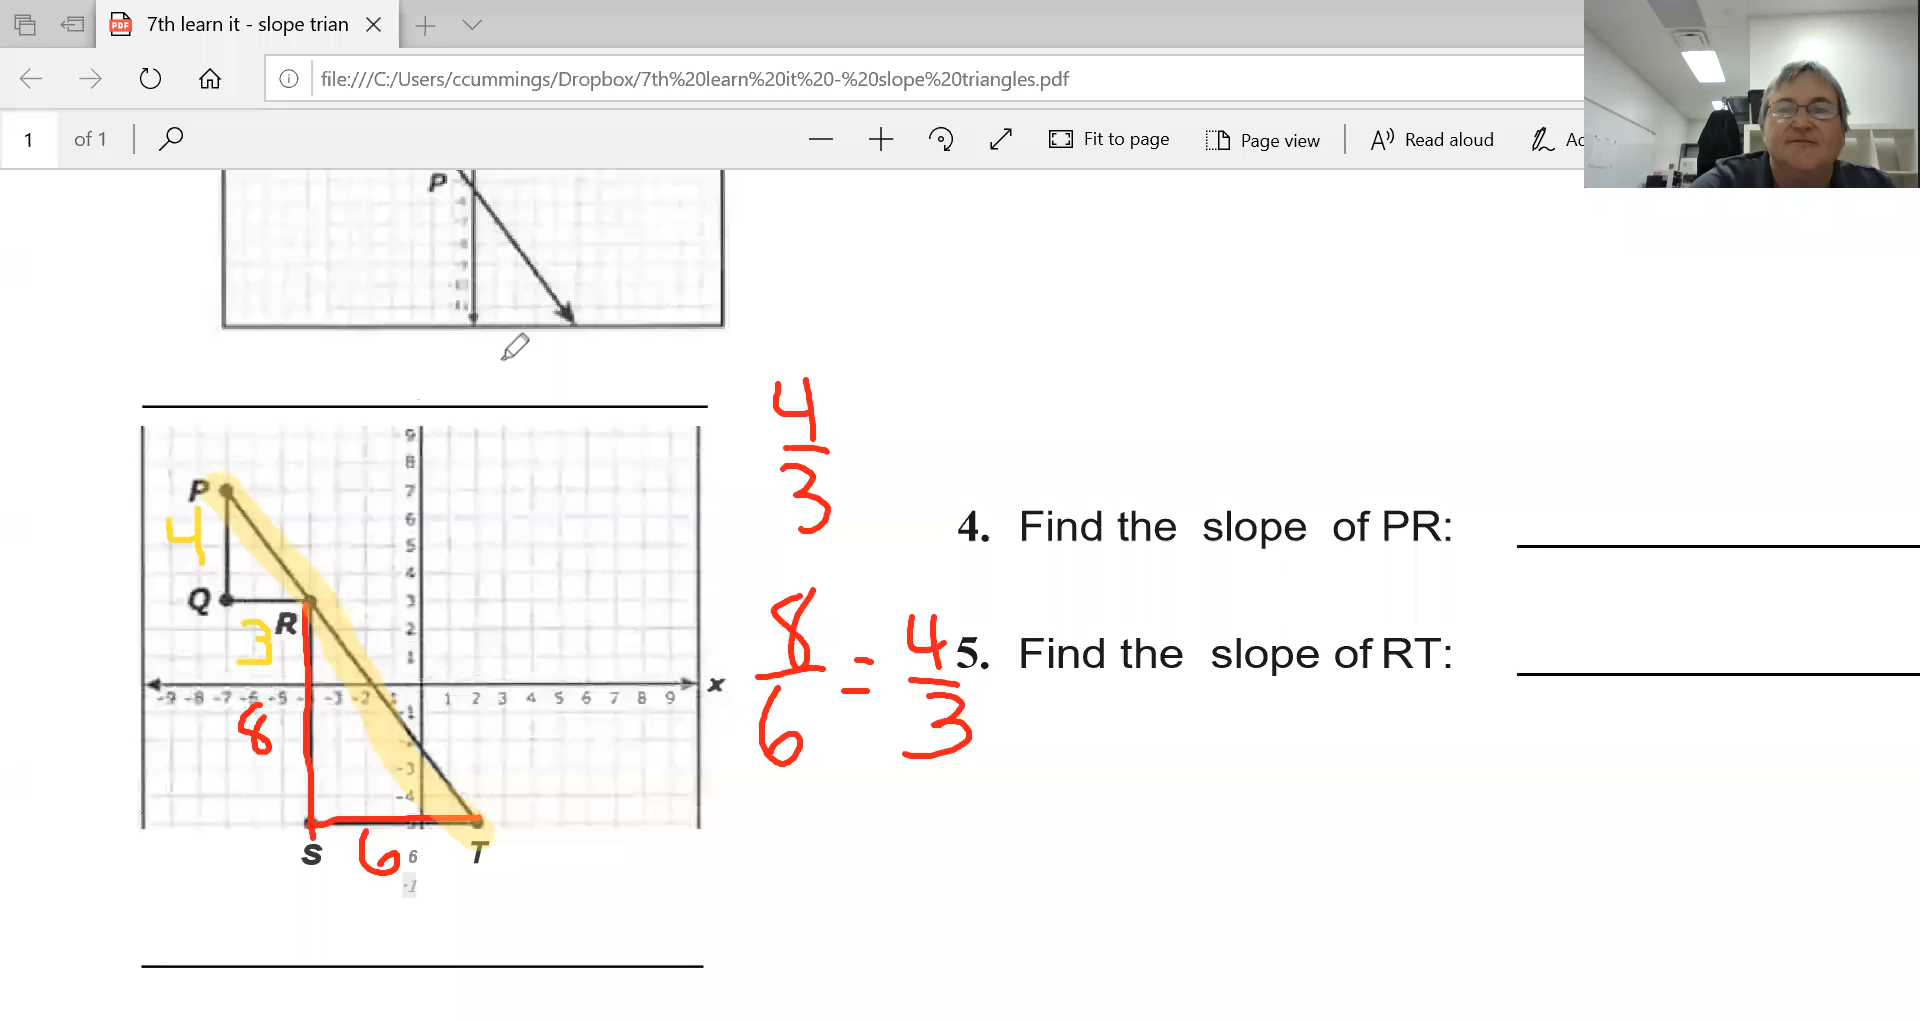 7th learn it - slope trian
file:///C:/Users/ccummings/Dropbox/7th%20learn%20it%20-%20slope%20triangles.pdf
1 of 1
Fit to page
Page view
Read aloud
P
4
3
9
8
P 7
4
6
5
4
Q 3
R
3
2
1
x
-9 -8 -7 -6 -5 -3 -2 1 2 3 4 5 6 7 8 9
8
-1
-3
-4
S 6 6 T
-1
8
6
=
4
3
4. Find the slope of PR:
5. Find the slope of RT: